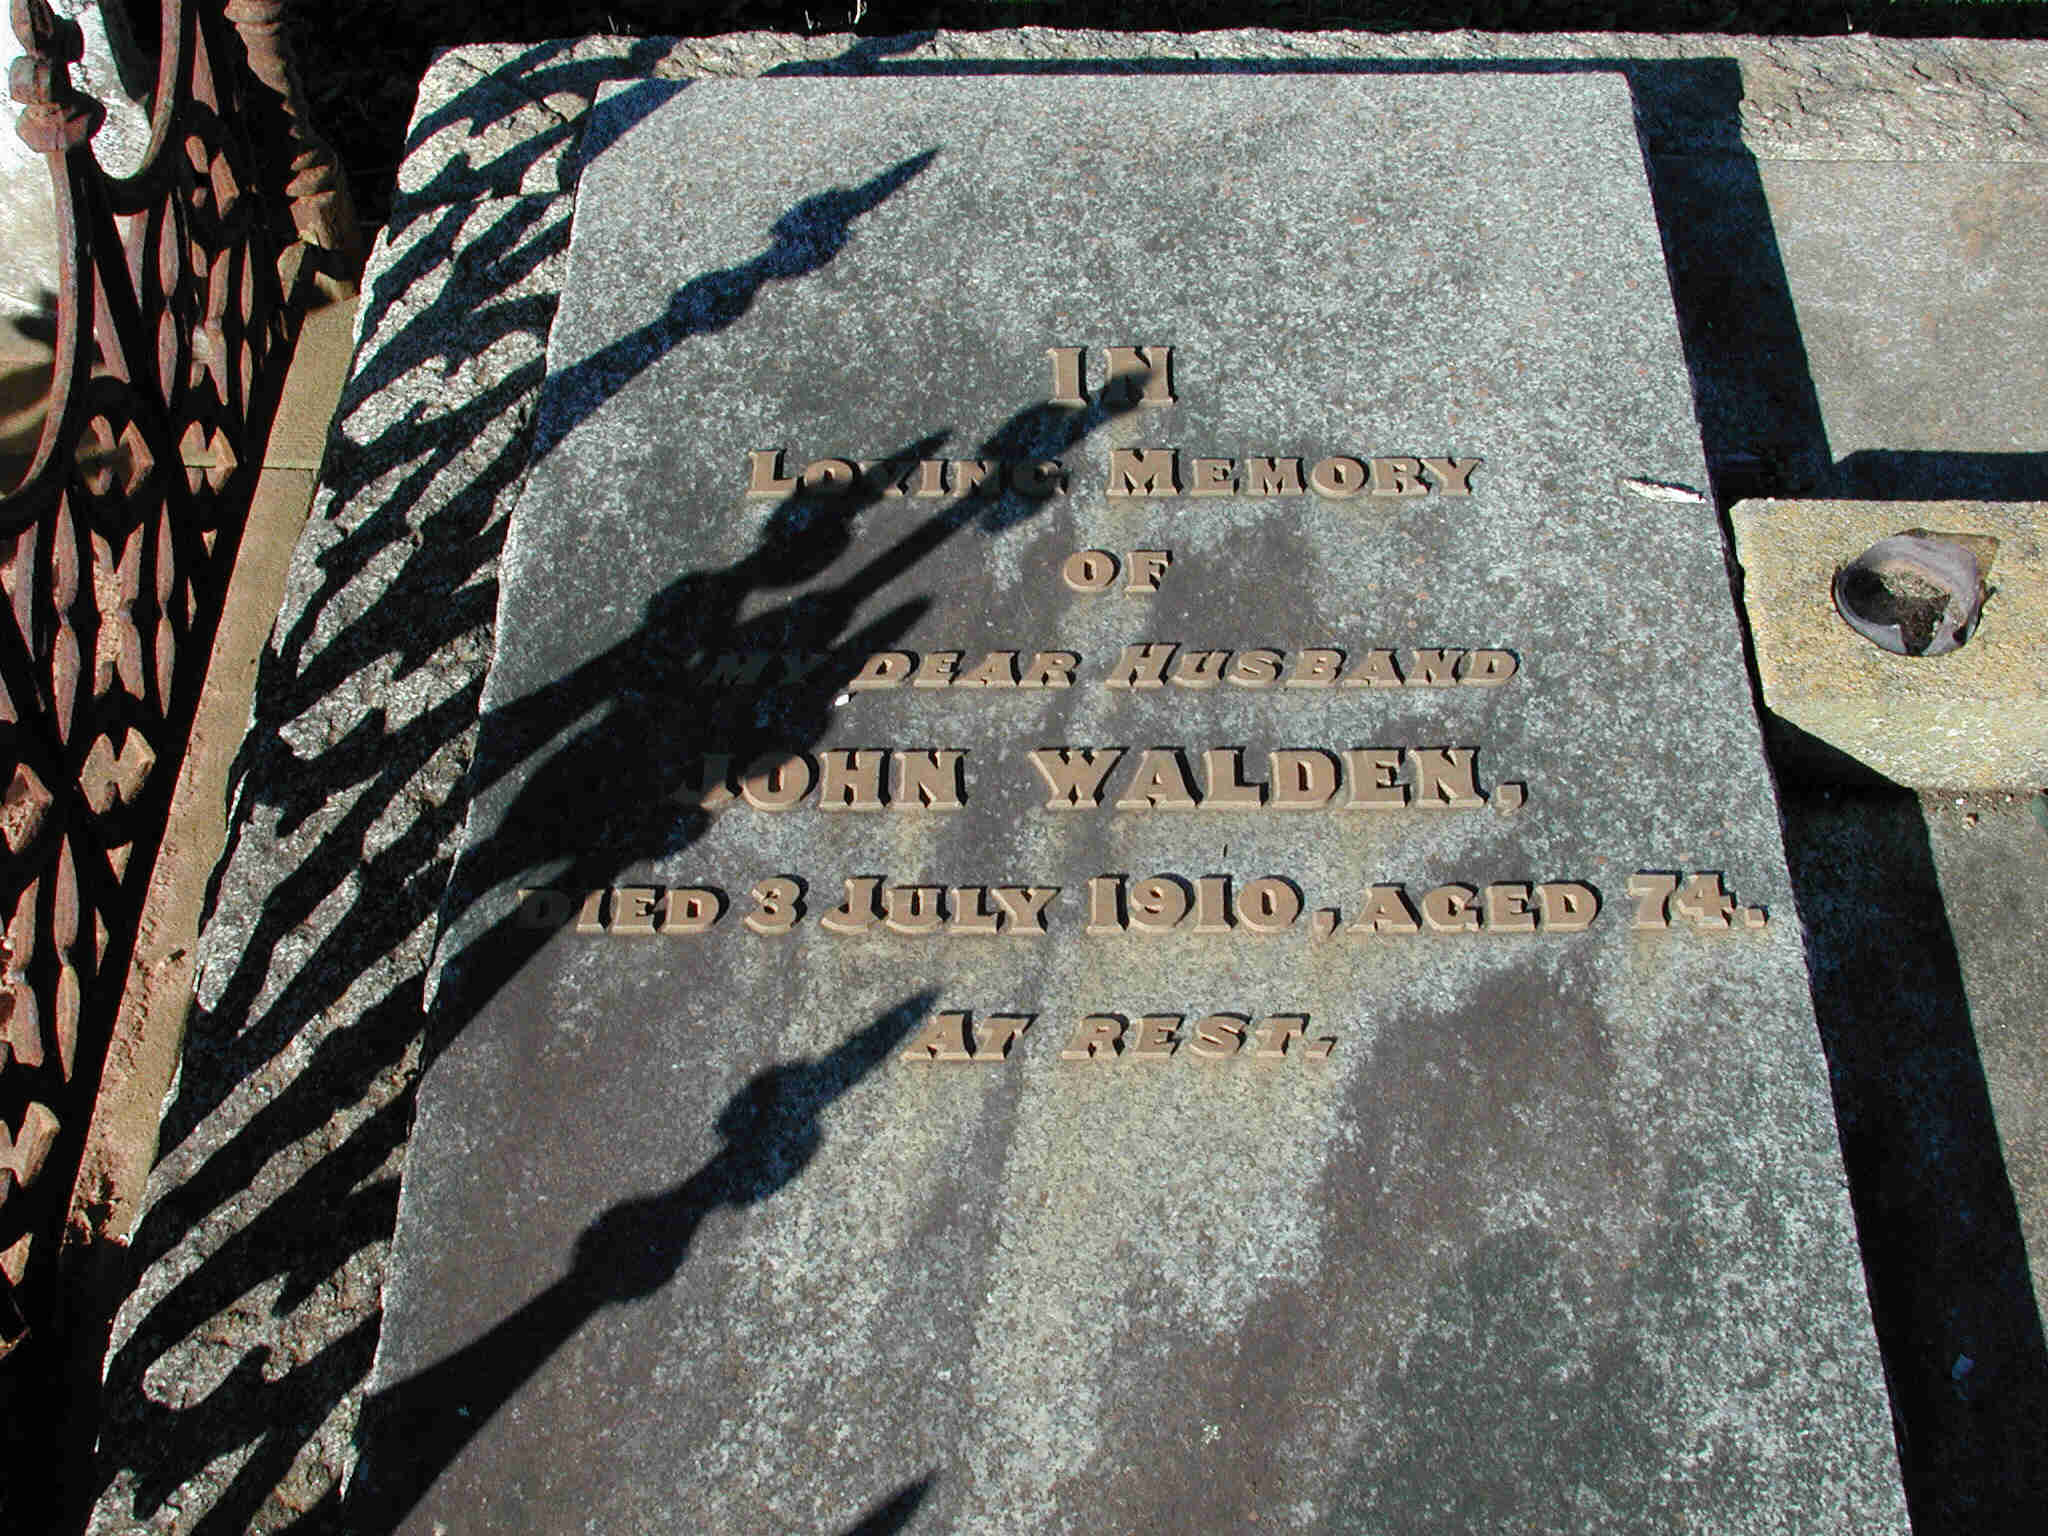 IN
LOVING MEMORY
OF
MY DEAR HUSBAND
JOHN WALDEN,
DIED 3 JULY 1910, AGED 74.
AT REST.